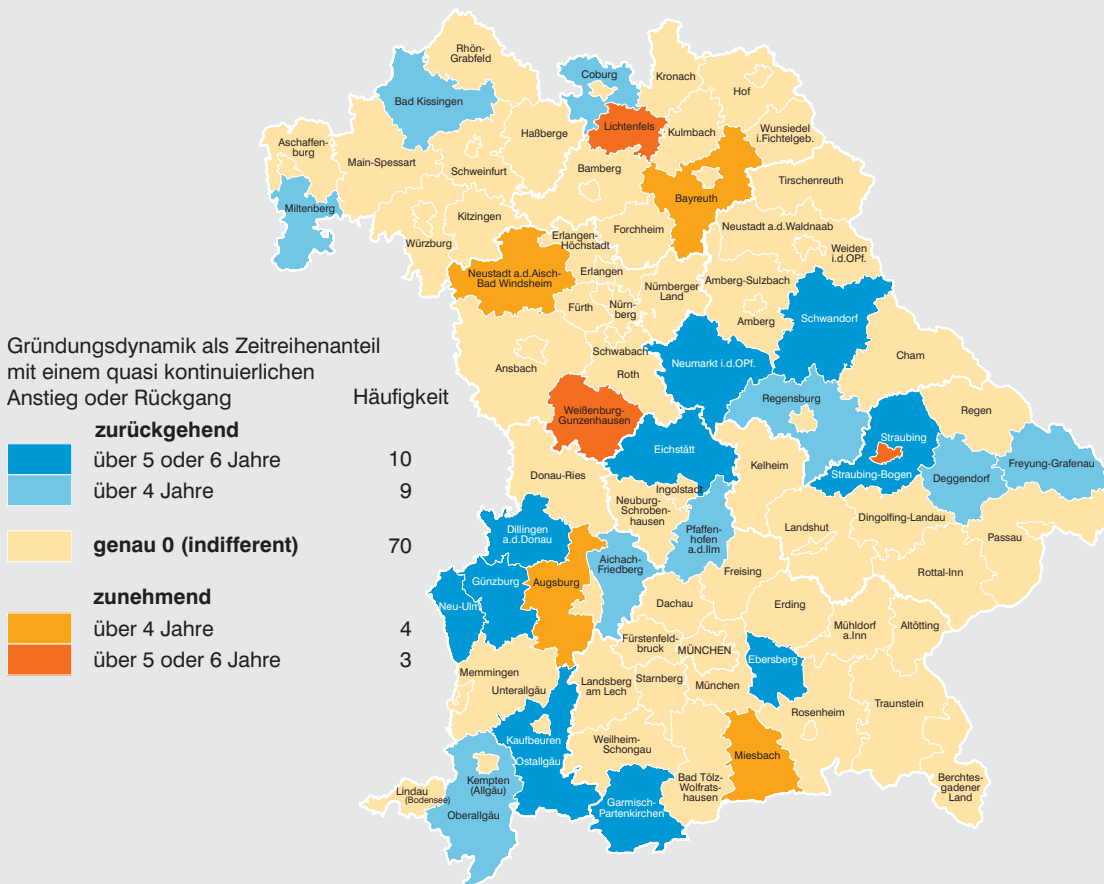 Gründungsdynamik als Zeitreihenanteil
mit einem quasi kontinuierlichen
Anstieg oder Rückgang
Häufigkeit
zurückgehend
über 5 oder 6 Jahre 10
über 4 Jahre 9
genau 0 (indifferent) 70
zunehmend
über 4 Jahre 4
über 5 oder 6 Jahre 3
Rhön-
Grabfeld
Bad Kissingen
Coburg
Kronach
Hof
Lichtenfels
Kulmbach
Wunsiedel
i.Fichtelgeb.
Haßberge
Aschaffen-
burg
Main-Spessart
Schweinfurt
Bamberg
Bayreuth
Tirschenreuth
Miltenberg
Kitzingen
Würzburg
Forchheim
Erlangen-
Höchstadt
Neustadt a.d.Waldnaab
Weiden
i.d.OPf.
Neustadt a.d.Aisch-
Bad Windsheim
Erlangen
Fürth
Nürn-
berg
Nürnberger
Land
Amberg-Sulzbach
Amberg
Schwandorf
Ansbach
Schwabach
Roth
Neumarkt i.d.OPf.
Cham
Weißenburg-
Gunzenhausen
Regensburg
Regen
Straubing
Straubing-Bogen
Deggendorf
Freyung-Grafenau
Eichstätt
Kelheim
Donau-Ries
Ingolstadt
Neuburg-
Schroben-
hausen
Pfaffen-
hofen
a.d.Ilm
Landshut
Dingolfing-Landau
Passau
Rottal-Inn
Dillingen
a.d.Donau
Aichach-
Friedberg
Freising
Günzburg
Augsburg
Neu-Ulm
Dachau
Erding
Mühldorf
a.Inn
Altötting
Fürstenfeld-
bruck
MÜNCHEN
Ebersberg
Memmingen
Unterallgäu
Landsberg
am Lech
Starnberg
München
Rosenheim
Traunstein
Kaufbeuren
Ostallgäu
Weilheim-
Schongau
Miesbach
Bad Tölz-
Wolfrats-
hausen
Berchtes-
gadener
Land
Kempten
(Allgäu)
Lindau
(Bodensee)
Oberallgäu
Garmisch-
Partenkirchen